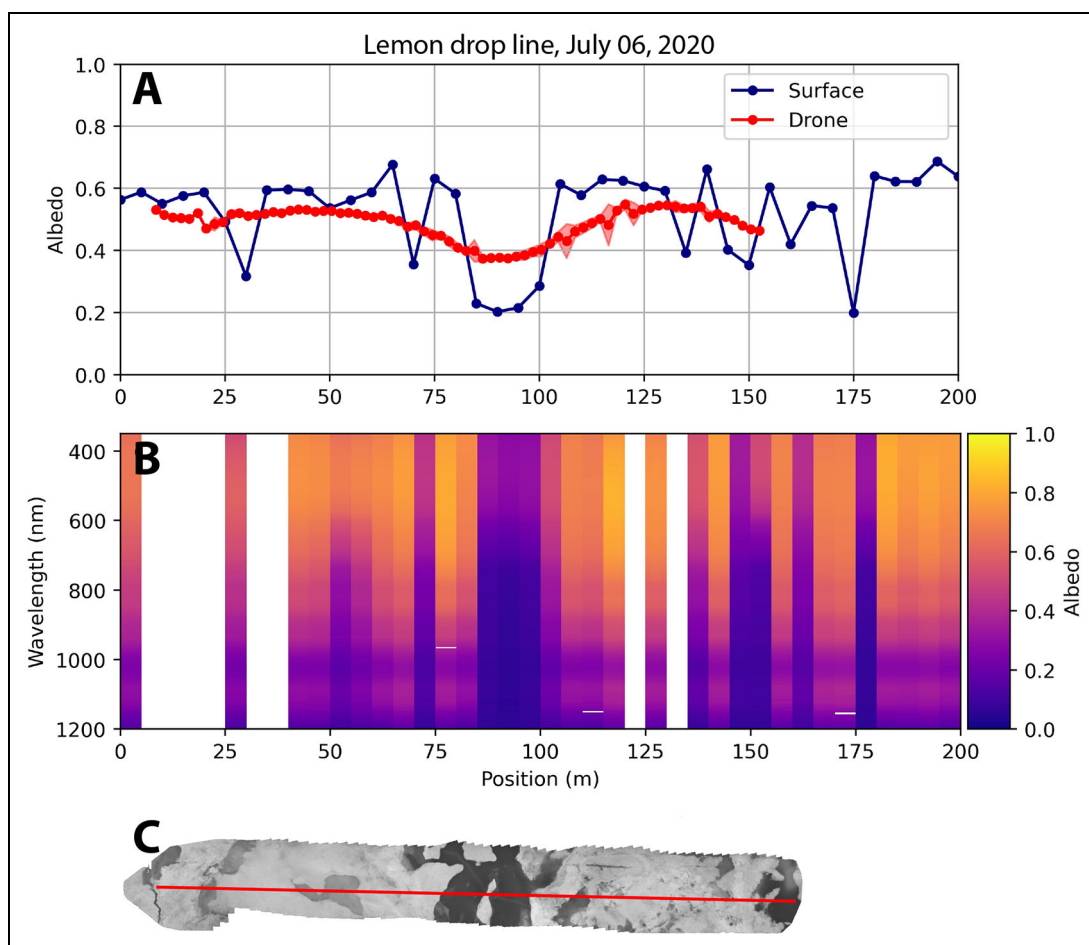 Lemon drop line, July 06, 2020
A
Surface
Drone
Albedo
1.0
0.8
0.6
0.4
0.2
0.0
0 25 50 75 100 125 150 175 200
B
Wavelength (nm)
400
600
800
1000
1200
0 25 50 75 100 125 150 175 200
Position (m)
1.0
0.8
0.6
0.4
0.2
0.0
Albedo
C